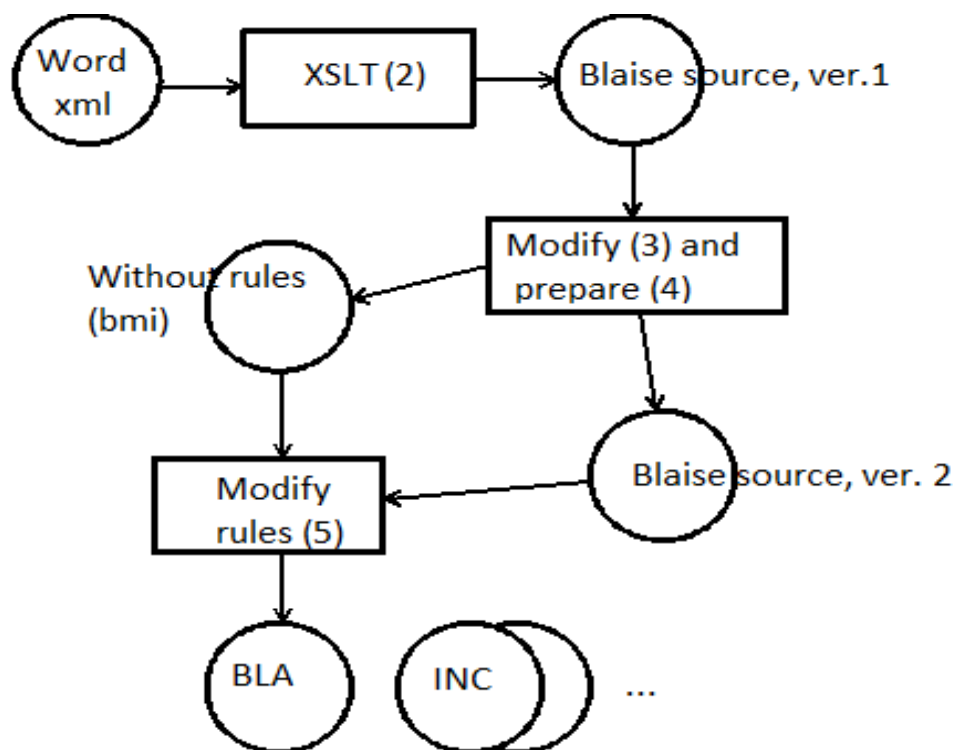 Word
xml
XSLT (2)
Blaise source, ver.1
Modify (3) and
prepare (4)
Without rules
(bmi)
Modify
rules (5)
Blaise source, ver. 2
BLA
INC
...